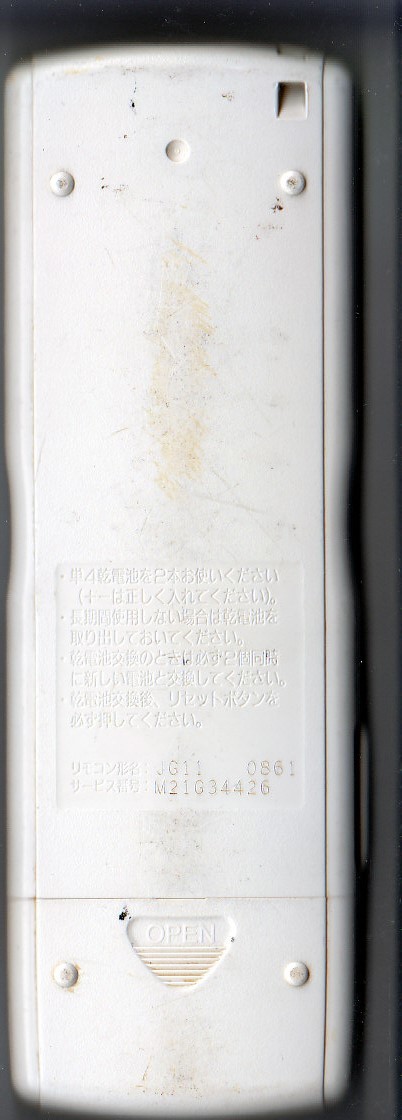 ・単4乾電池を2本お使いください
(+−は正しく入れてください)。
・長期間使用しない場合は乾電池を
取り出しておいてください。
・乾電池交換のときは必ず2個同時
に新しい電池と交換してください。
・乾電池交換後、リセットボタンを
必ず押してください。
リモコン形名: JG11 0861
サービス番号: M21G34426
OPEN